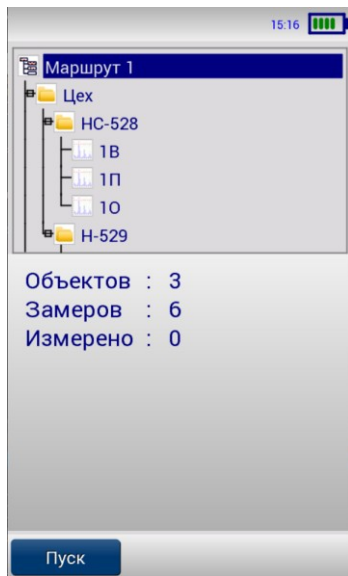 15:16
Маршрут 1
Цех
НС-528
1В
1П
1О
Н-529
Объектов : 3
Замеров : 6
Измерено : 0
Пуск